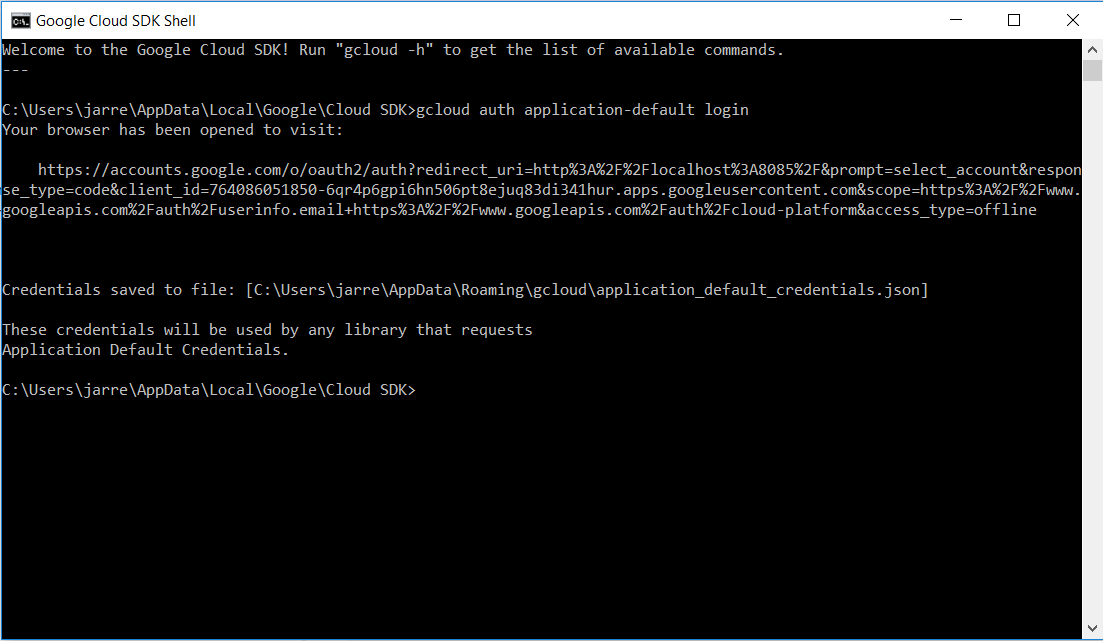 Google Cloud SDK Shell
Welcome to the Google Cloud SDK! Run "gcloud -h" to get the list of available commands.
---
C:\Users\jarre\AppData\Local\Google\Cloud SDK>gcloud auth application-default login
Your browser has been opened to visit:
https://accounts.google.com/o/oauth2/auth?redirect_uri=http%3A%2F%2Flocalhost%3A8085%2F&prompt=select_account&respon
se_type=code&client_id=764086051850-6qr4p6gpi6hn506pt8ejuq83di341hur.apps.googleusercontent.com&scope=https%3A%2F%2Fwww.
googleapis.com%2Fauth%2Fuserinfo.email+https%3A%2F%2Fwww.googleapis.com%2Fauth%2Fcloud-platform&access_type=offline
Credentials saved to file: [C:\Users\jarre\AppData\Roaming\gcloud\application_default_credentials.json]
These credentials will be used by any library that requests
Application Default Credentials.
C:\Users\jarre\AppData\Local\Google\Cloud SDK>